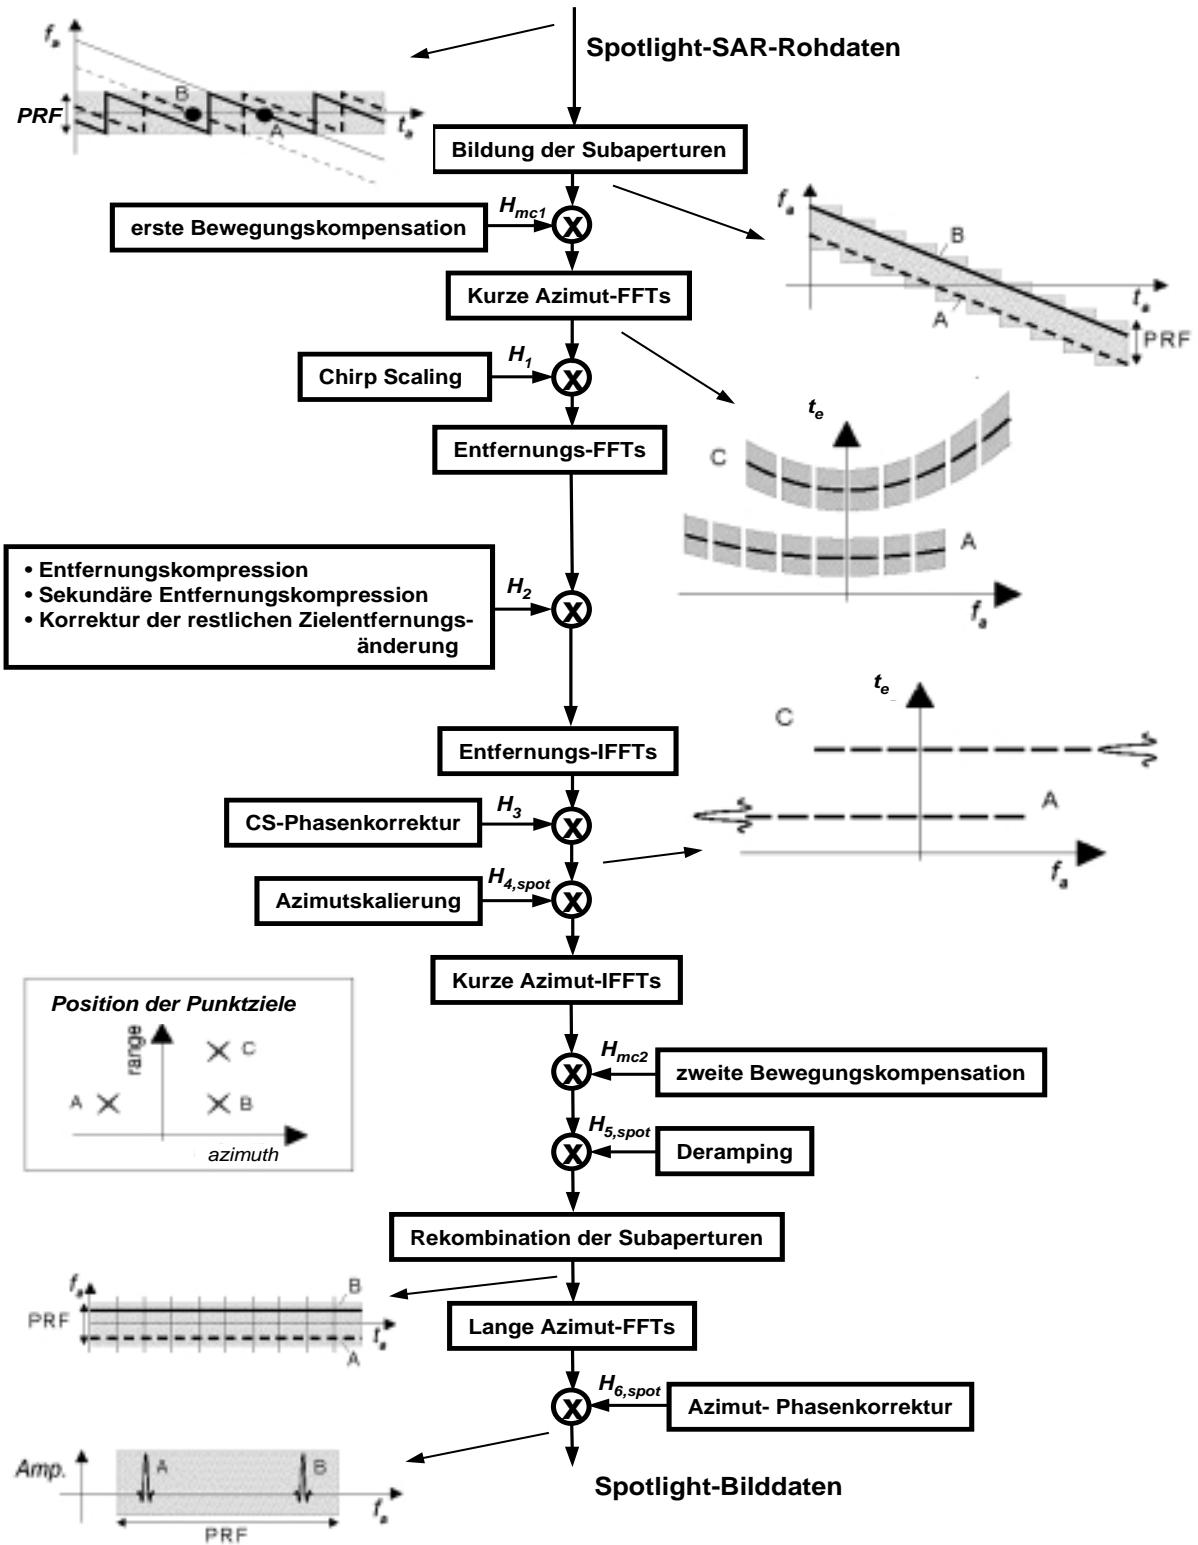 f_a
Spotlight-SAR-Rohdaten
B
PRF
A
t_a
Bildung der Subaperturen
H_mc1
erste Bewegungskompensation
X
f_a
B
t_a
A
PRF
Kurze Azimut-FFTs
H_1
Chirp Scaling
X
t_e
C
A
f_a
Entfernungs-FFTs
• Entfernungskompression
• Sekundäre Entfernungskompression
• Korrektur der restlichen Zielentfernungs-
änderung
H_2
X
t_e
C
A
f_a
Entfernungs-IFFTs
H_3
CS-Phasenkorrektur
X
H_4,spot
Azimutskalierung
X
Kurze Azimut-IFFTs
Position der Punktziele
range
C
A
B
azimuth
H_mc2
X
zweite Bewegungskompensation
H_5,spot
X
Deramping
Rekombination der Subaperturen
f_a
B
PRF
t_a
A
Lange Azimut-FFTs
H_6,spot
X
Azimut- Phasenkorrektur
Amp.
A
B
f_a
PRF
Spotlight-Bilddaten